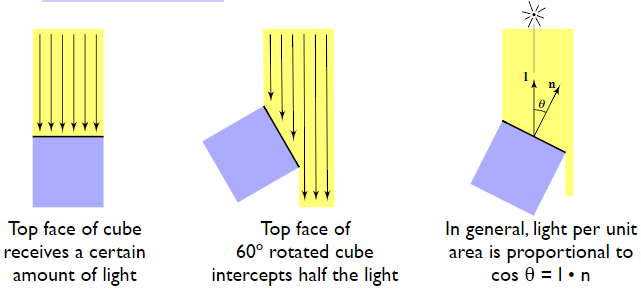 l
n
θ
Top face of cube
receives a certain
amount of light
Top face of
60º rotated cube
intercepts half the light
In general, light per unit
area is proportional to
cos θ = l • n